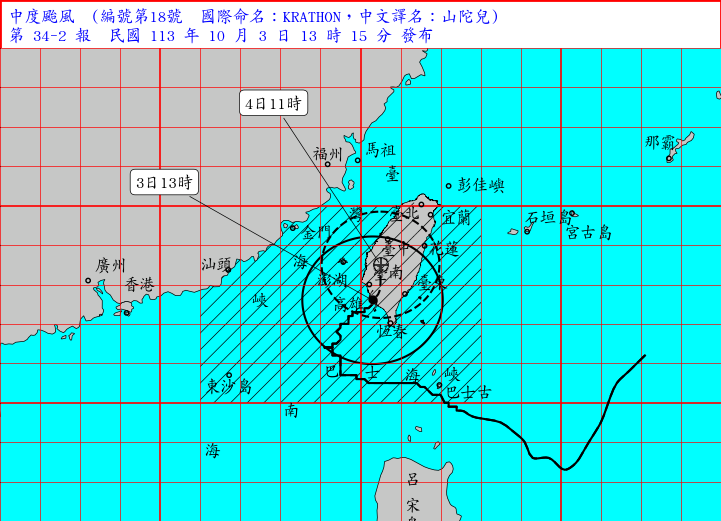 中度颱風 (編號第18號 國際命名：KRATHON，中文譯名：山陀兒)
第 34-2 報 民國 113 年 10 月 3 日 13 時 15 分 發布
4日11時
那霸
馬祖
福州
臺
3日13時
彭佳嶼
灣
臺北
宜蘭
石垣島
宮古島
金門
臺中
花蓮
廣州
汕頭
海
臺南
香港
澎湖
臺東
峽
高雄
恆春
巴 士 海 峽
東沙島
巴士古
南
海
呂
宋
島